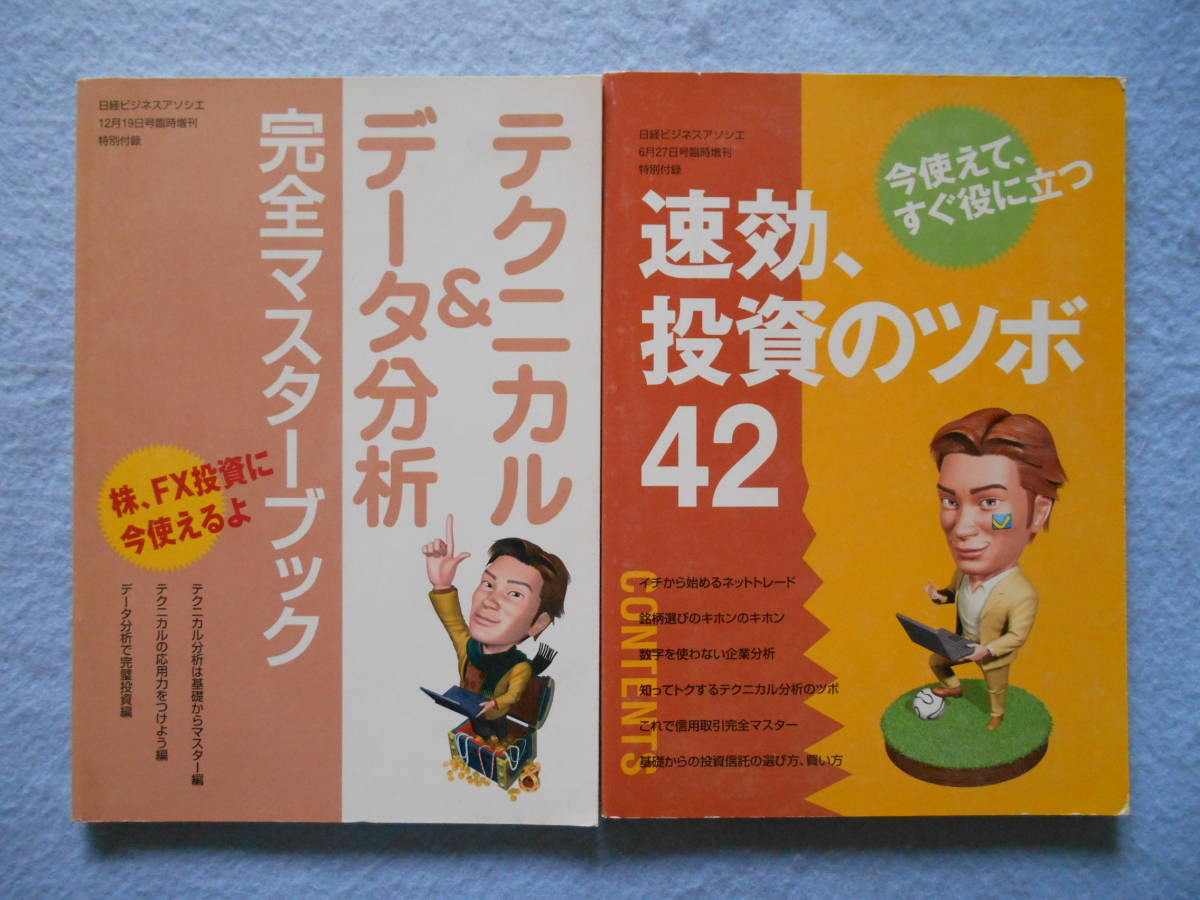 日経ビジネスアソシエ
12月19日号臨時増刊
特別付録
テクニカル
&
データ分析
完全マスターブック
株、FX投資に
今使えるよ
テクニカル分析は基礎からマスター編
テクニカルの応用力をつけよう編
データ分析で完璧投資編
日経ビジネスアソシエ
6月27日号臨時増刊
特別付録
今使えて、
すぐ役に立つ
速効、
投資のツボ
42
CONTENTS
イチから始めるネットトレード
銘柄選びのキホンのキホン
数字を使わない企業分析
知ってトクするテクニカル分析のツボ
これで信用取引完全マスター
基礎からの投資信託の選び方、買い方